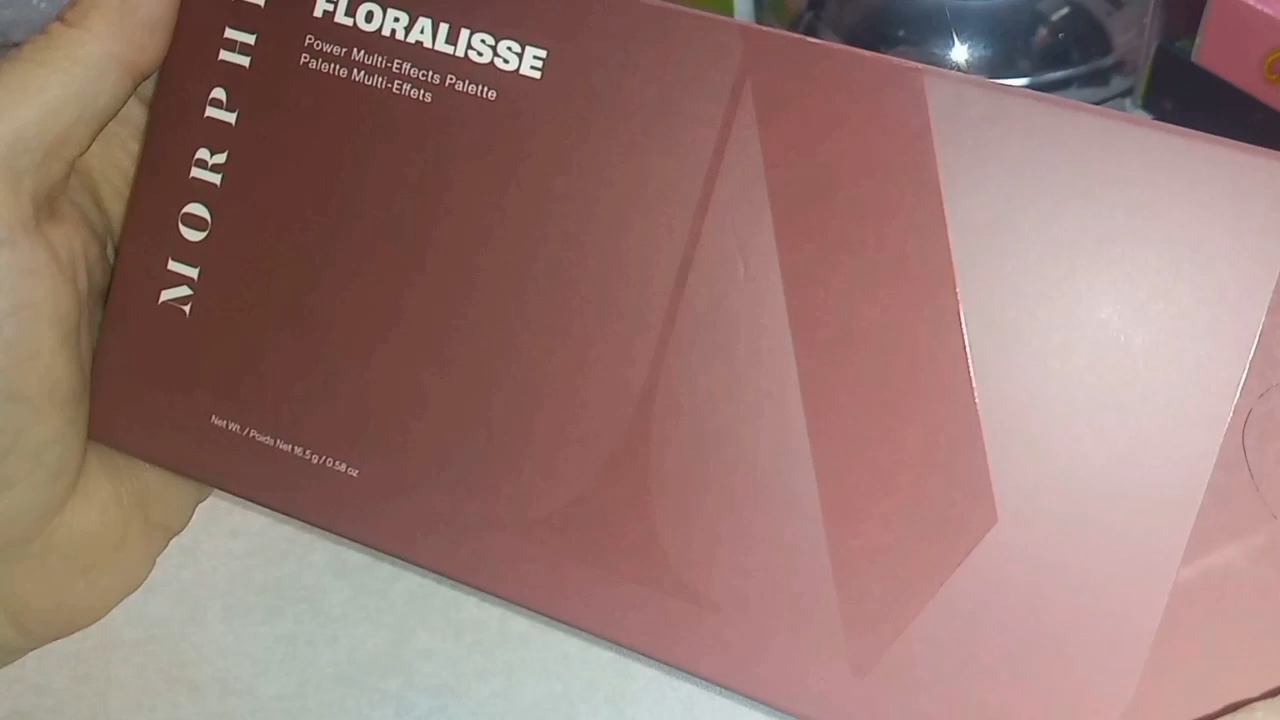 MORPH
FLORALISSE
Power Multi-Effects Palette
Palette Multi-Effets
Net Wt. / Poids Net 16.5 g / 0.58 oz